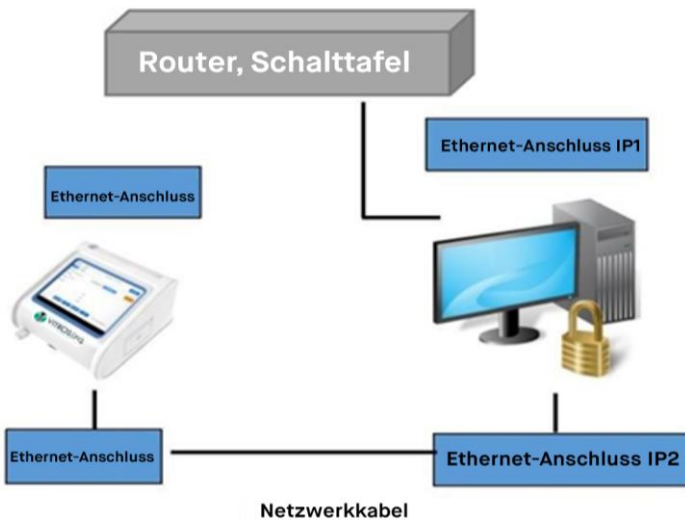 Router, Schalttafel
Ethernet-Anschluss IP1
Ethernet-Anschluss
Ethernet-Anschluss
Ethernet-Anschluss IP2
Netzwerkkabel